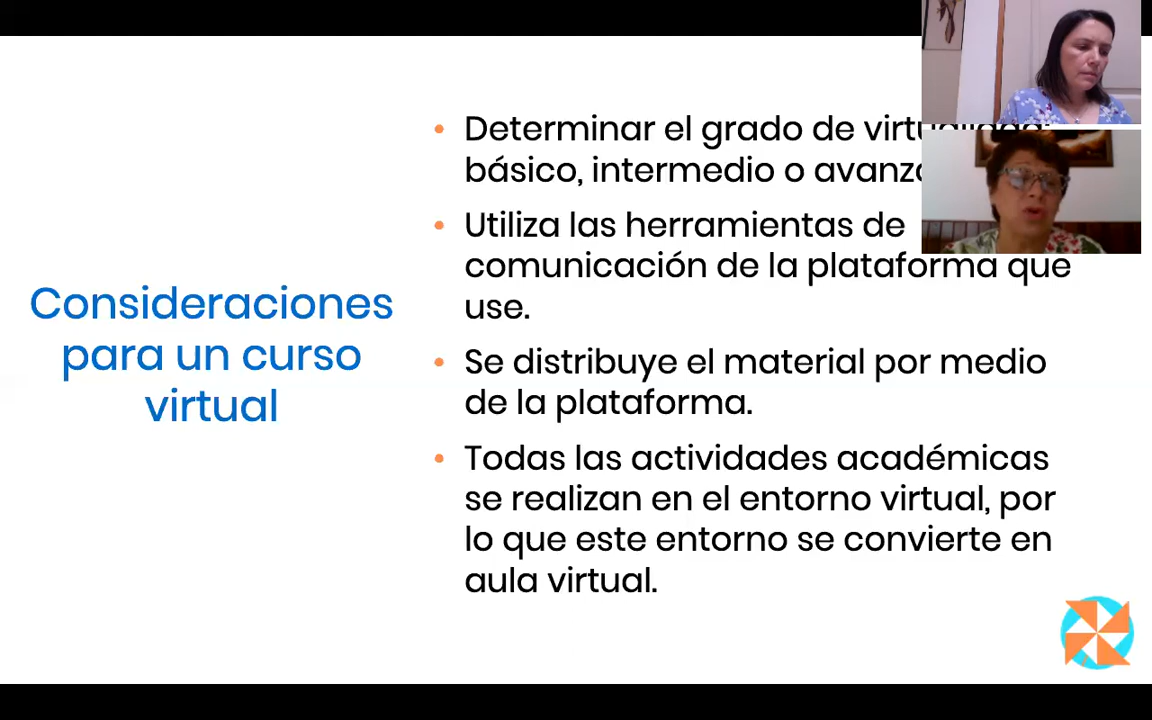 Consideraciones
para un curso
virtual
• Determinar el grado de
básico, intermedio o
• Utiliza las herramientas de
comunicación de la plataforma que
use.
• Se distribuye el material por medio
de la plataforma.
• Todas las actividades académicas
se realizan en el entorno virtual, por
lo que este entorno se convierte en
aula virtual.